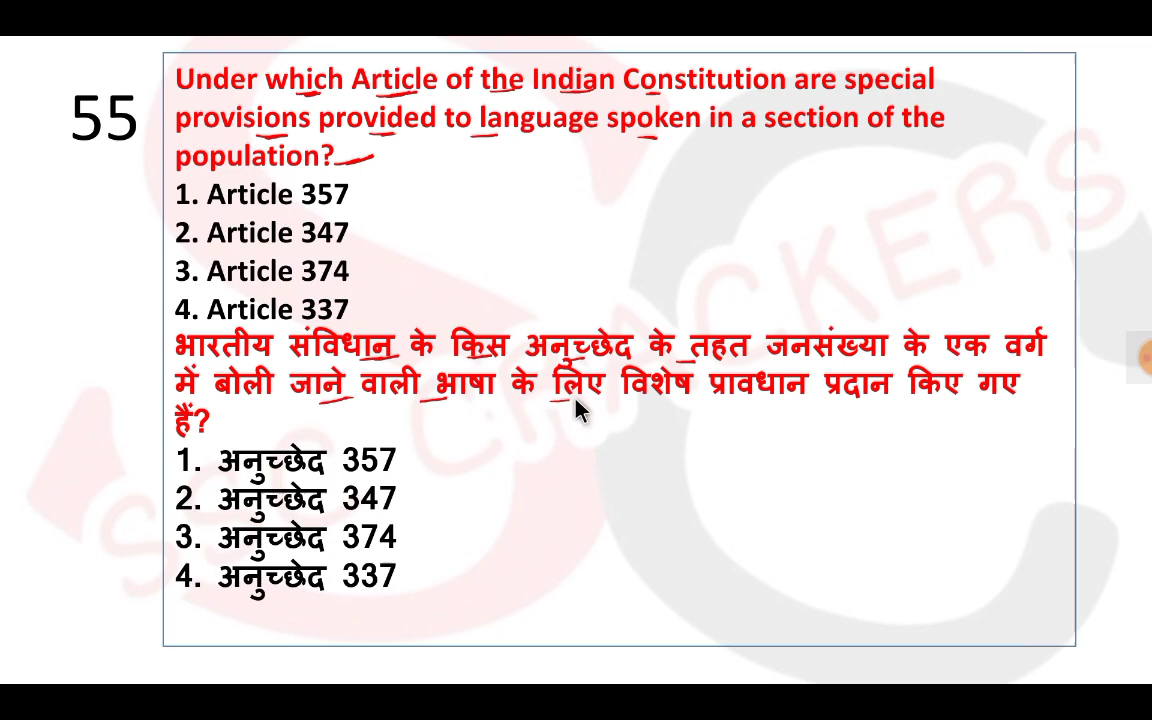 55
Under which Article of the Indian Constitution are special
provisions provided to language spoken in a section of the
population?
1. Article 357
2. Article 347
3. Article 374
4. Article 337
भारतीय संविधान के किस अनुच्छेद के तहत जनसंख्या के एक वर्ग
में बोली जाने वाली भाषा के लिए विशेष प्रावधान प्रदान किए गए
हैं?
1. अनुच्छेद 357
2. अनुच्छेद 347
3. अनुच्छेद 374
4. अनुच्छेद 337
SSC CRACKERS